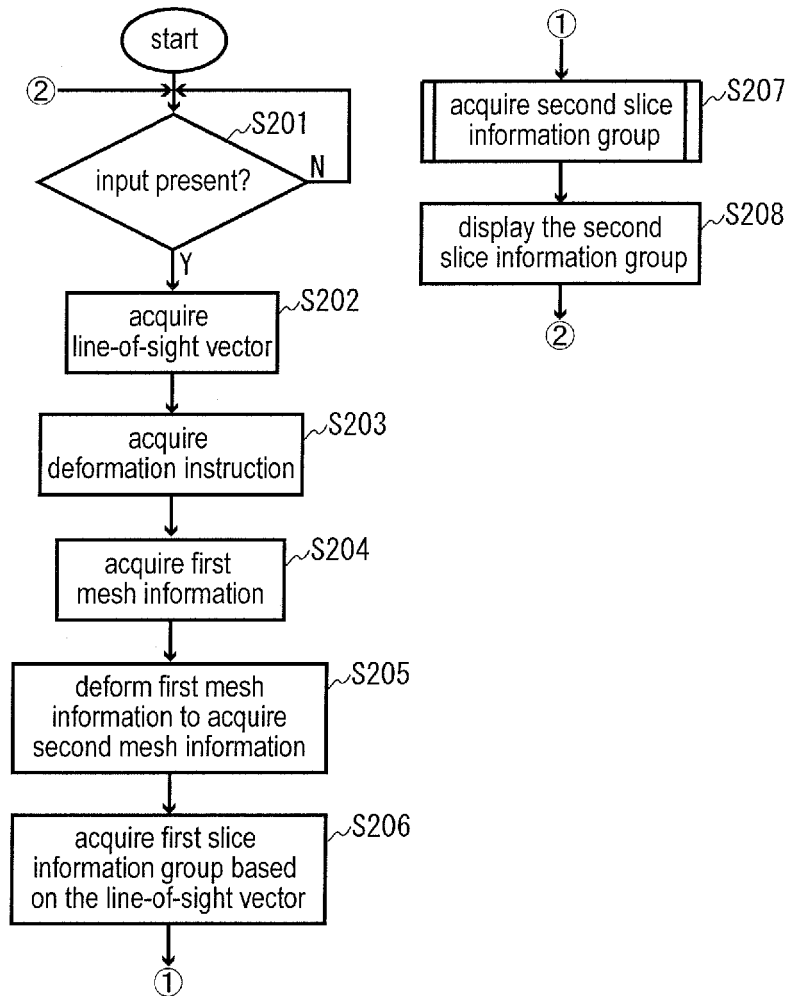 start
②
S201
input present?
N
Y
S202
acquire
line-of-sight vector
S203
acquire
deformation instruction
S204
acquire first
mesh information
S205
deform first mesh
information to acquire
second mesh information
S206
acquire first slice
information group based
on the line-of-sight vector
①
①
S207
acquire second slice
information group
S208
display the second
slice information group
②